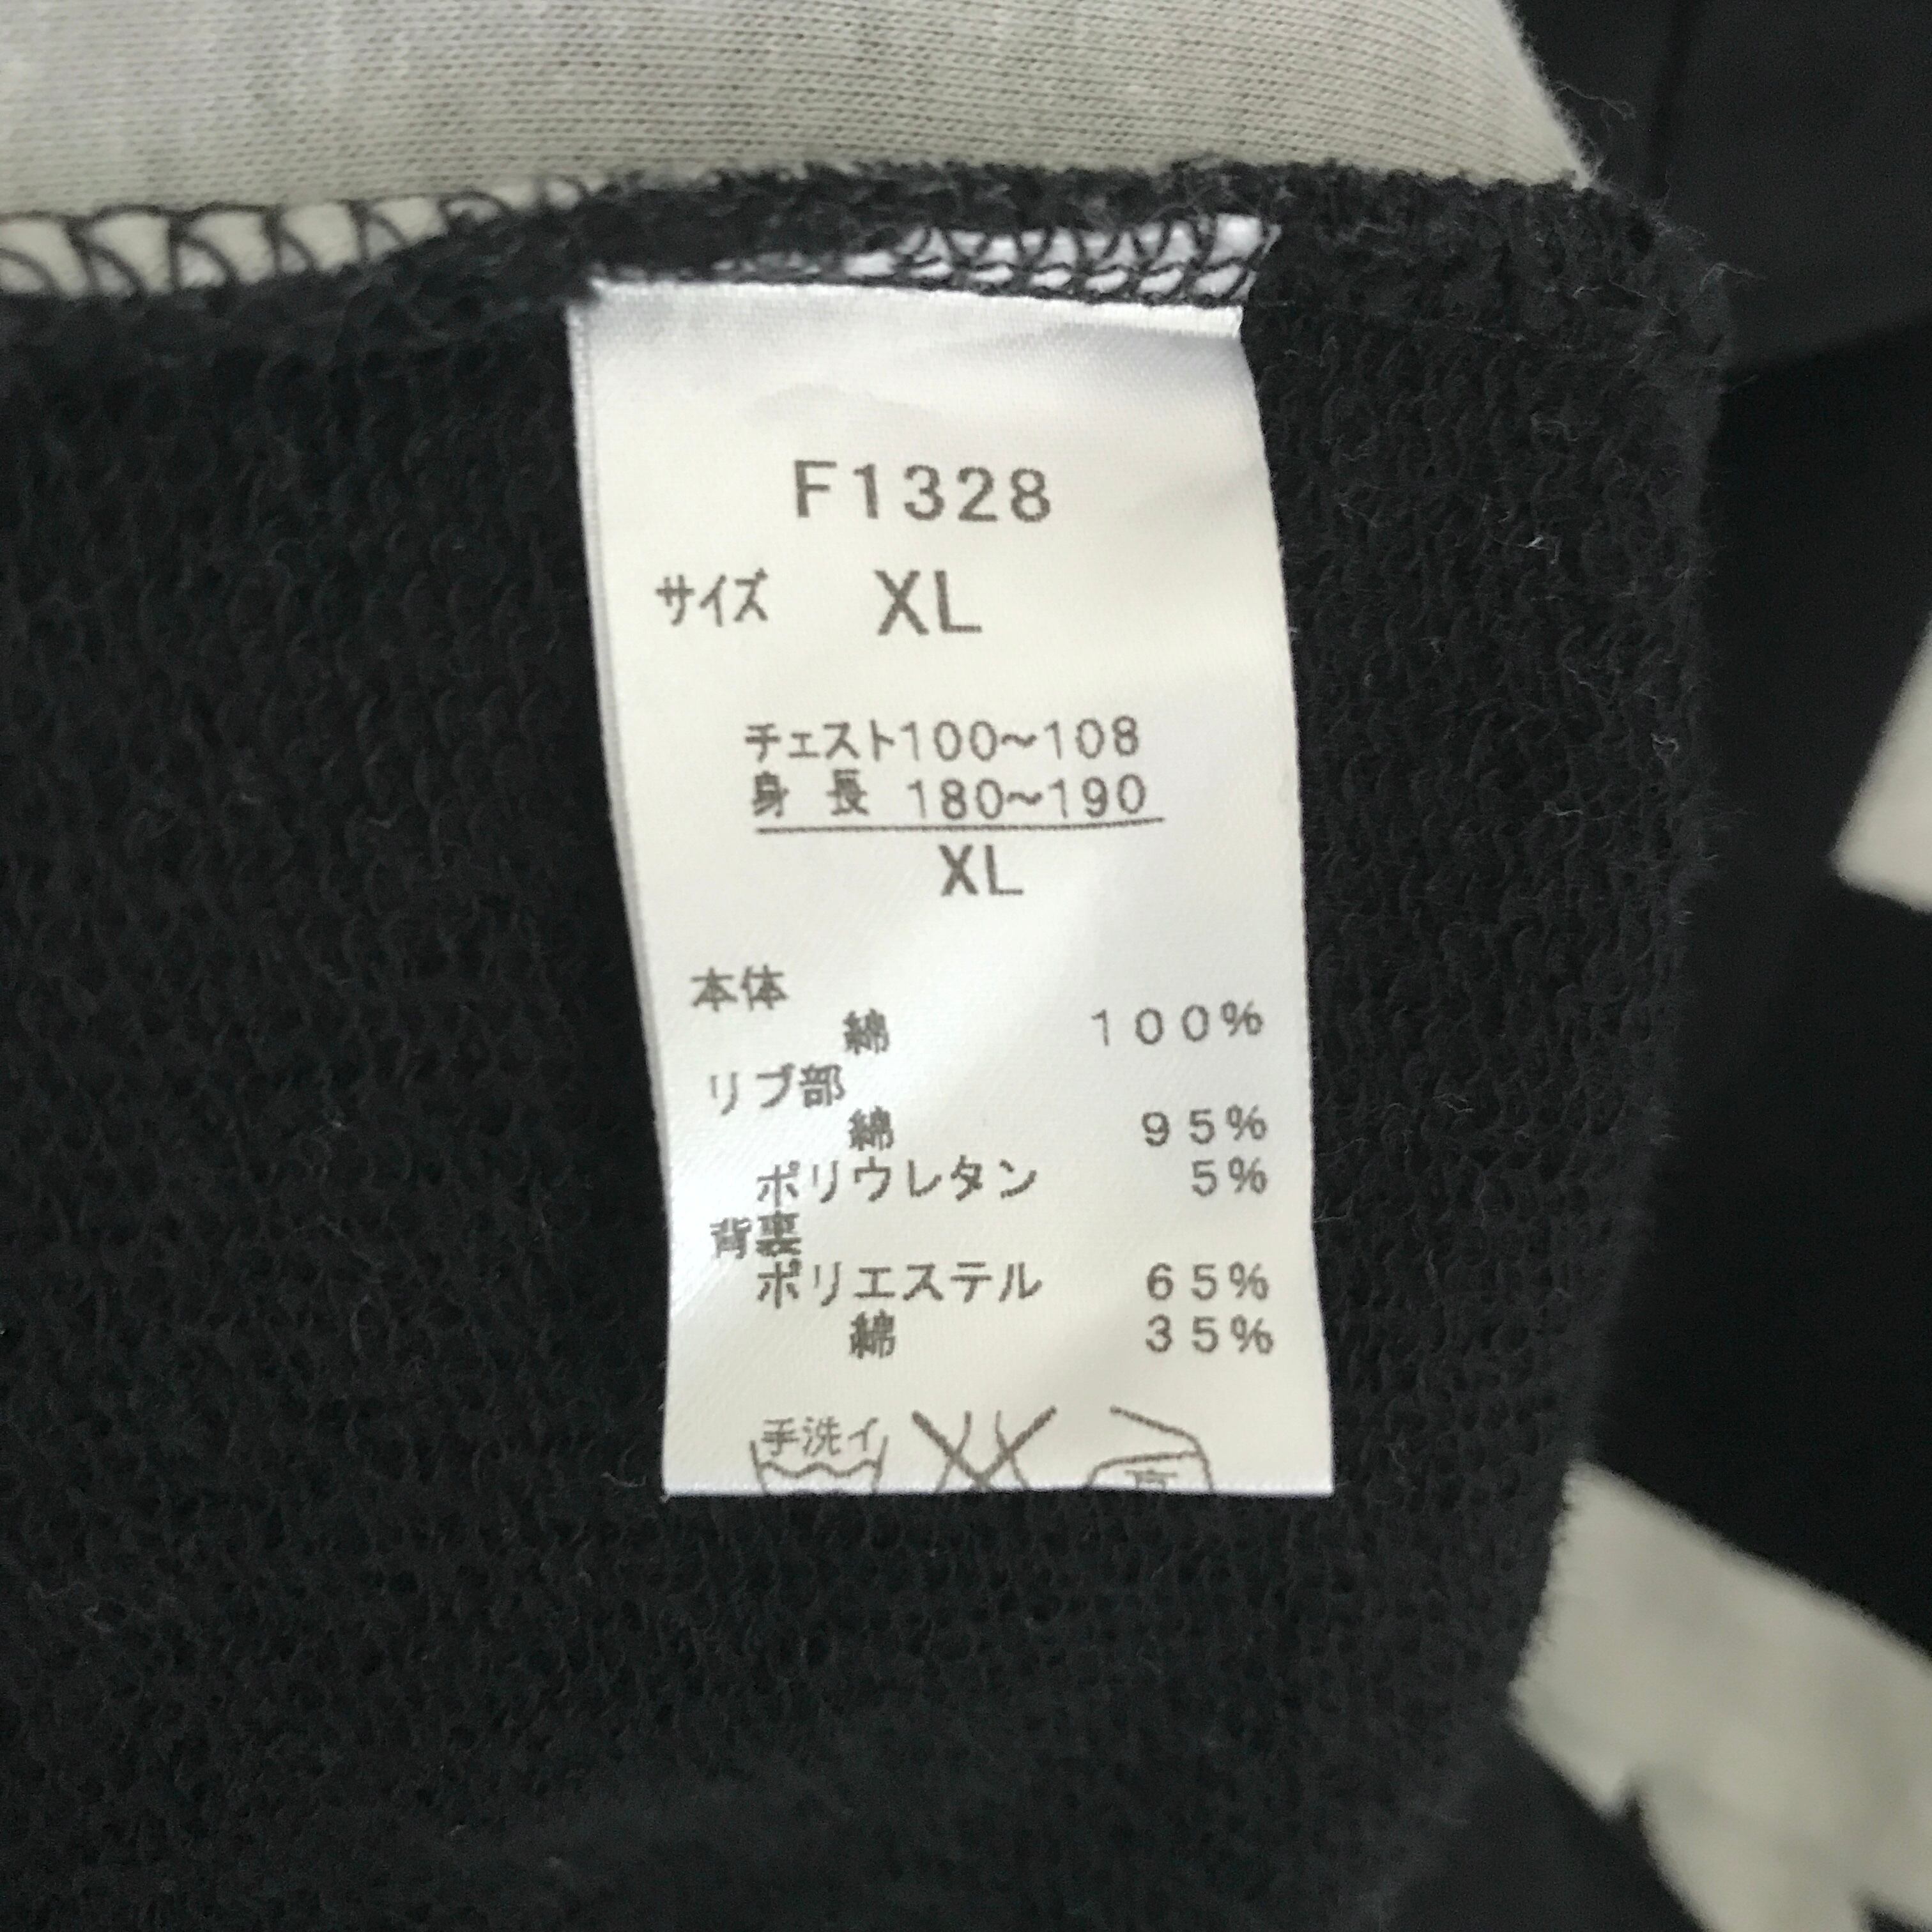 F1328
サイズ XL
チェスト100～108
身長 180～190
XL
本体
綿 100%
リブ部
綿 95%
ポリウレタン 5%
背裏
ポリエステル 65%
綿 35%
手洗イ